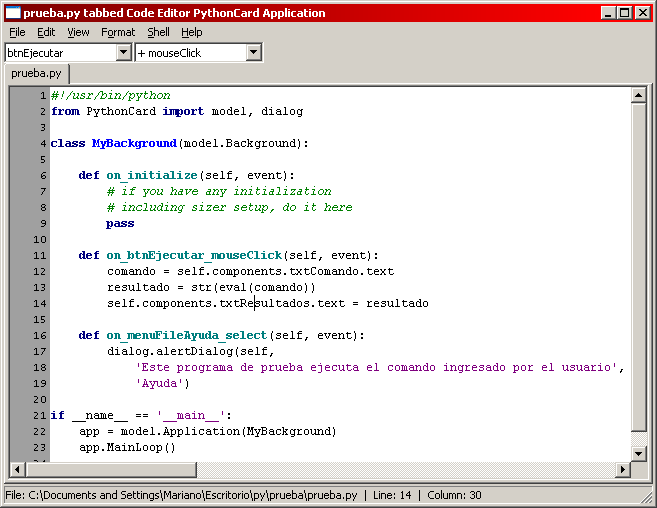 prueba.py tabbed Code Editor PythonCard Application
File Edit View Format Shell Help
btnEjecutar + mouseClick
prueba.py
1 #!/usr/bin/python
2 from PythonCard import model, dialog
3
4 class MyBackground(model.Background):
5
6     def on_initialize(self, event):
7         # if you have any initialization
8         # including sizer setup, do it here
9         pass
10
11     def on_btnEjecutar_mouseClick(self, event):
12         comando = self.components.txtComando.text
13         resultado = str(eval(comando))
14         self.components.txtResultados.text = resultado
15
16     def on_menuFileAyuda_select(self, event):
17         dialog.alertDialog(self,
18             'Este programa de prueba ejecuta el comando ingresado por el usuario',
19             'Ayuda')
20
21 if __name__ == '__main__':
22     app = model.Application(MyBackground)
23     app.MainLoop()
File: C:\Documents and Settings\Mariano\Escritorio\py\prueba\prueba.py | Line: 14 | Column: 30